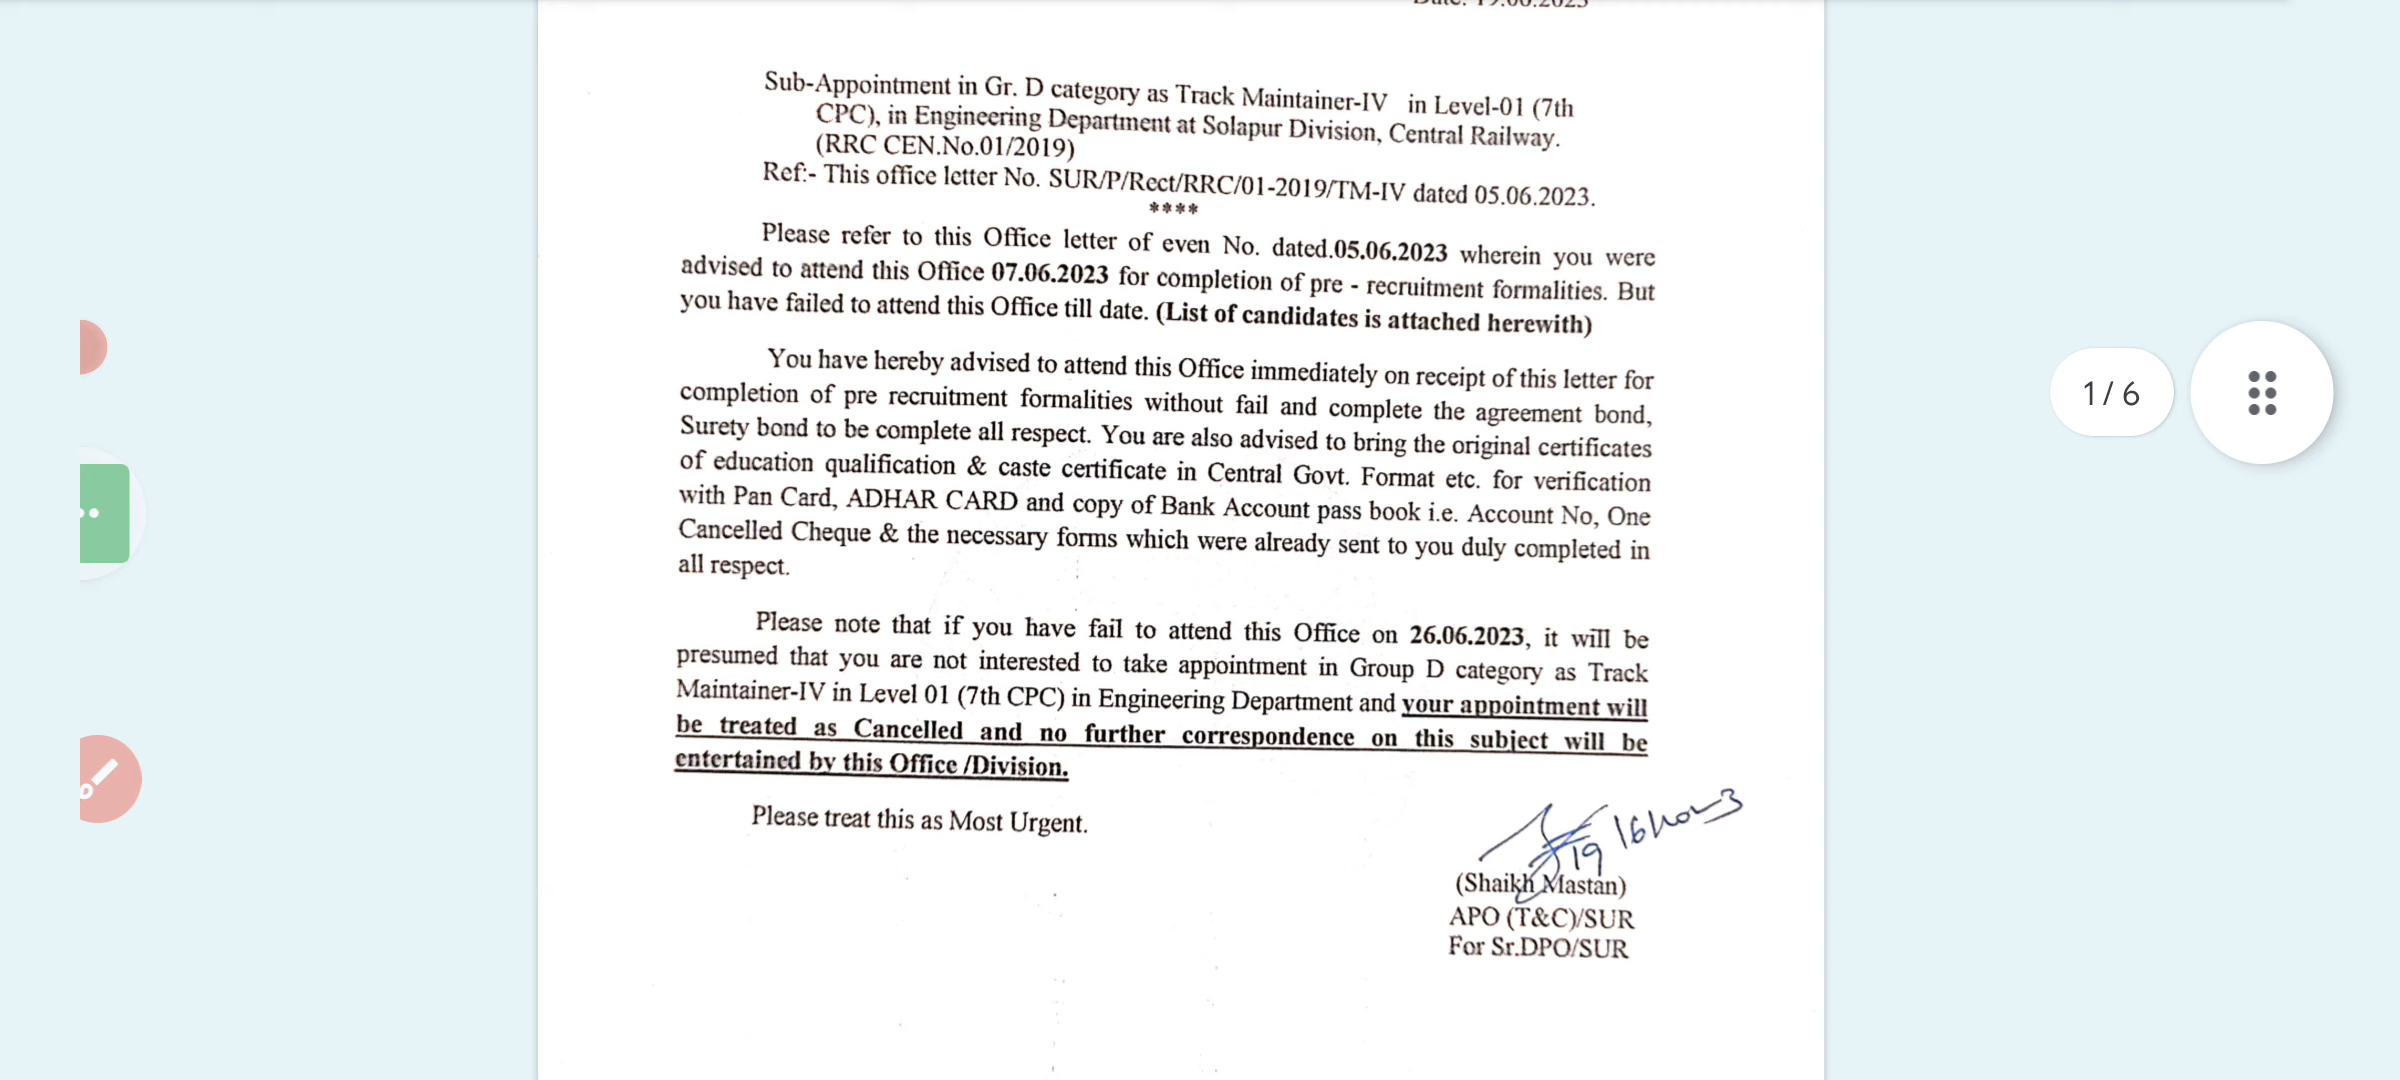 Date: 19.06.2023
Sub-Appointment in Gr. D category as Track Maintainer-IV in Level-01 (7th
CPC), in Engineering Department at Solapur Division, Central Railway.
(RRC CEN.No.01/2019)
Ref:- This office letter No. SUR/P/Rect/RRC/01-2019/TM-IV dated 05.06.2023.
****
Please refer to this Office letter of even No. dated.05.06.2023 wherein you were
advised to attend this Office 07.06.2023 for completion of pre - recruitment formalities. But
you have failed to attend this Office till date. (List of candidates is attached herewith)
You have hereby advised to attend this Office immediately on receipt of this letter for
completion of pre recruitment formalities without fail and complete the agreement bond,
Surety bond to be complete all respect. You are also advised to bring the original certificates
of education qualification & caste certificate in Central Govt. Format etc. for verification
with Pan Card, ADHAR CARD and copy of Bank Account pass book i.e. Account No, One
Cancelled Cheque & the necessary forms which were already sent to you duly completed in
all respect.
1/6
Please note that if you have fail to attend this Office on 26.06.2023, it will be
presumed that you are not interested to take appointment in Group D category as Track
Maintainer-IV in Level 01 (7th CPC) in Engineering Department and your appointment will
be treated as Cancelled and no further correspondence on this subject will be
entertained by this Office /Division.
Please treat this as Most Urgent.
19
(Shaikh Mastan)
APO (T&C)/SUR
For Sr.DPO/SUR